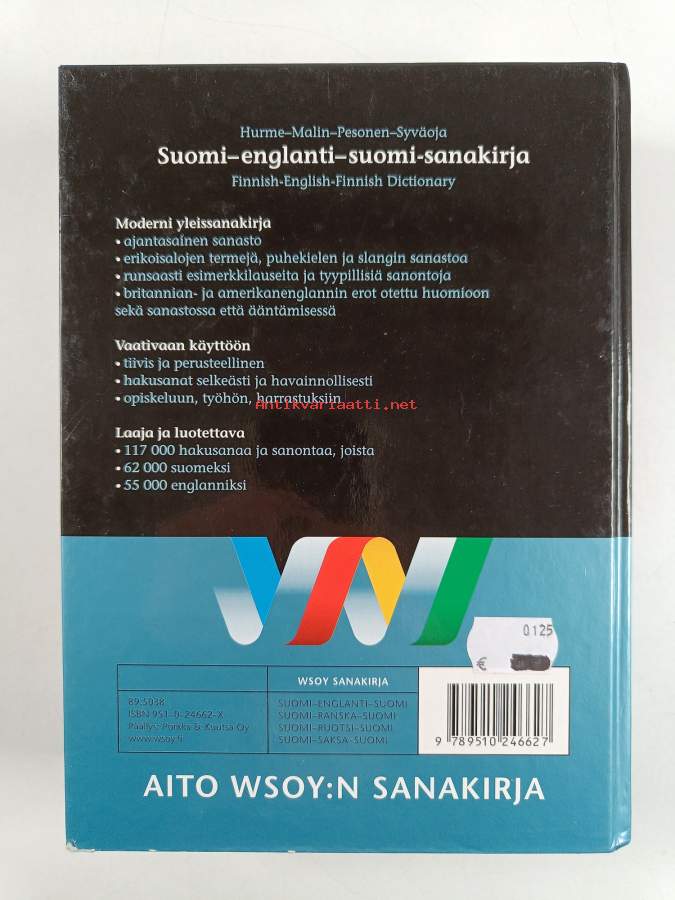 Hurme–Malin–Pesonen–Syväoja
Suomi–englanti–suomi-sanakirja
Finnish-English-Finnish Dictionary
Moderni yleissanakirja
• ajantasainen sanasto
• erikoisalojen termejä, puhekielen ja slangin sanastoa
• runsaasti esimerkkilauseita ja tyypillisiä sanontoja
• britannian- ja amerikanenglannin erot otettu huomioon
sekä sanastossa että ääntämisessä
Vaativaan käyttöön
• tiivis ja perusteellinen
• hakusanat selkeästi ja havainnollisesti
• opiskeluun, työhön, harrastuksiin
Antikvariaatti.net
Laaja ja luotettava
• 117 000 hakusanaa ja sanontaa, joista
• 62 000 suomeksi
• 55 000 englanniksi
0125
€
WSOY SANAKIRJA
89.5038
ISBN 951-0-24662-X
Päällys: Porkka & Kuutsa Oy
www.wsoy.fi
SUOMI–ENGLANTI–SUOMI
SUOMI–RANSKA–SUOMI
SUOMI–RUOTSI–SUOMI
SUOMI–SAKSA–SUOMI
9 789510 246627
AITO WSOY:N SANAKIRJA